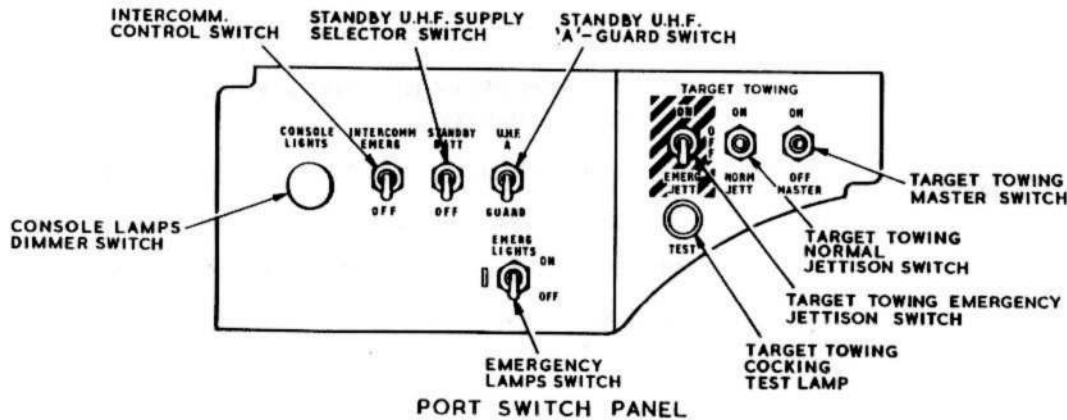 INTERCOMM.
CONTROL SWITCH
STANDBY U.H.F. SUPPLY
SELECTOR SWITCH
STANDBY U.H.F.
'A'-GUARD SWITCH
TARGET TOWING
CONSOLE
LIGHTS
INTERCOMM
EMERG
OFF
STANDBY
BATT
OFF
U.H.F.
A
GUARD
EMERG
LIGHTS
ON
OFF
ON
OFF
EMERG
JETT
TEST
ON
NORM
JETT
ON
OFF
MASTER
CONSOLE LAMPS
DIMMER SWITCH
TARGET TOWING
MASTER SWITCH
TARGET TOWING
NORMAL
JETTISON SWITCH
TARGET TOWING EMERGENCY
JETTISON SWITCH
TARGET TOWING
COCKING
TEST LAMP
EMERGENCY
LAMPS SWITCH
PORT SWITCH PANEL